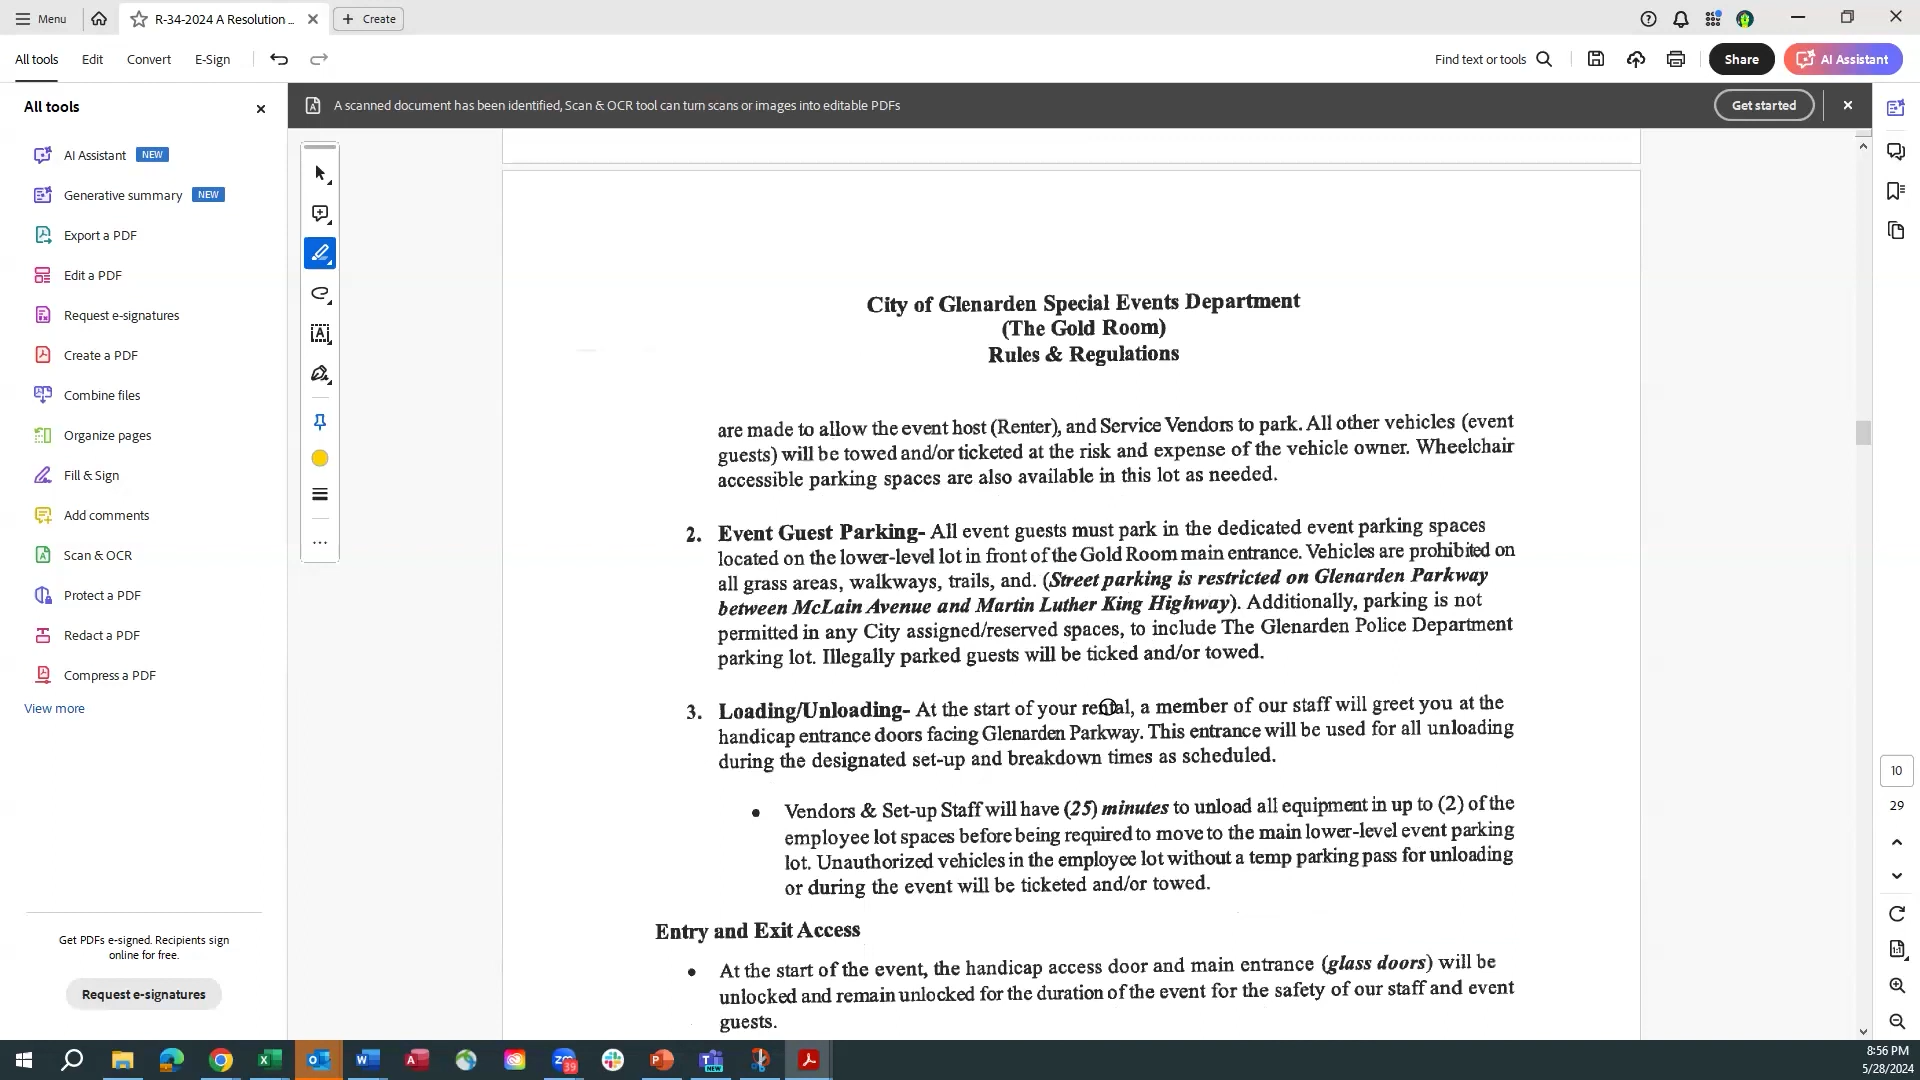 Menu
R-34-2024 A Resolution ...
Create
All tools
Edit
Convert
E-Sign
Find text or tools
Share
AI Assistant
All tools
A scanned document has been identified, Scan & OCR tool can turn scans or images into editable PDFs
Get started
AI Assistant NEW
Generative summary NEW
Export a PDF
Edit a PDF
Request e-signatures
Create a PDF
Combine files
Organize pages
Fill & Sign
Add comments
Scan & OCR
Protect a PDF
Redact a PDF
Compress a PDF
View more
Get PDFs e-signed. Recipients sign
online for free.
Request e-signatures
City of Glenarden Special Events Department
(The Gold Room)
Rules & Regulations
are made to allow the event host (Renter), and Service Vendors to park. All other vehicles (event
guests) will be towed and/or ticketed at the risk and expense of the vehicle owner. Wheelchair
accessible parking spaces are also available in this lot as needed.
2. Event Guest Parking- All event guests must park in the dedicated event parking spaces
located on the lower-level lot in front of the Gold Room main entrance. Vehicles are prohibited on
all grass areas, walkways, trails, and. (Street parking is restricted on Glenarden Parkway
between McLain Avenue and Martin Luther King Highway). Additionally, parking is not
permitted in any City assigned/reserved spaces, to include The Glenarden Police Department
parking lot. Illegally parked guests will be ticked and/or towed.
3. Loading/Unloading- At the start of your rental, a member of our staff will greet you at the
handicap entrance doors facing Glenarden Parkway. This entrance will be used for all unloading
during the designated set-up and breakdown times as scheduled.
• Vendors & Set-up Staff will have (25) minutes to unload all equipment in up to (2) of the
employee lot spaces before being required to move to the main lower-level event parking
lot. Unauthorized vehicles in the employee lot without a temp parking pass for unloading
or during the event will be ticketed and/or towed.
Entry and Exit Access
• At the start of the event, the handicap access door and main entrance (glass doors) will be
unlocked and remain unlocked for the duration of the event for the safety of our staff and event
guests.
10
29
8:56 PM
5/28/2024